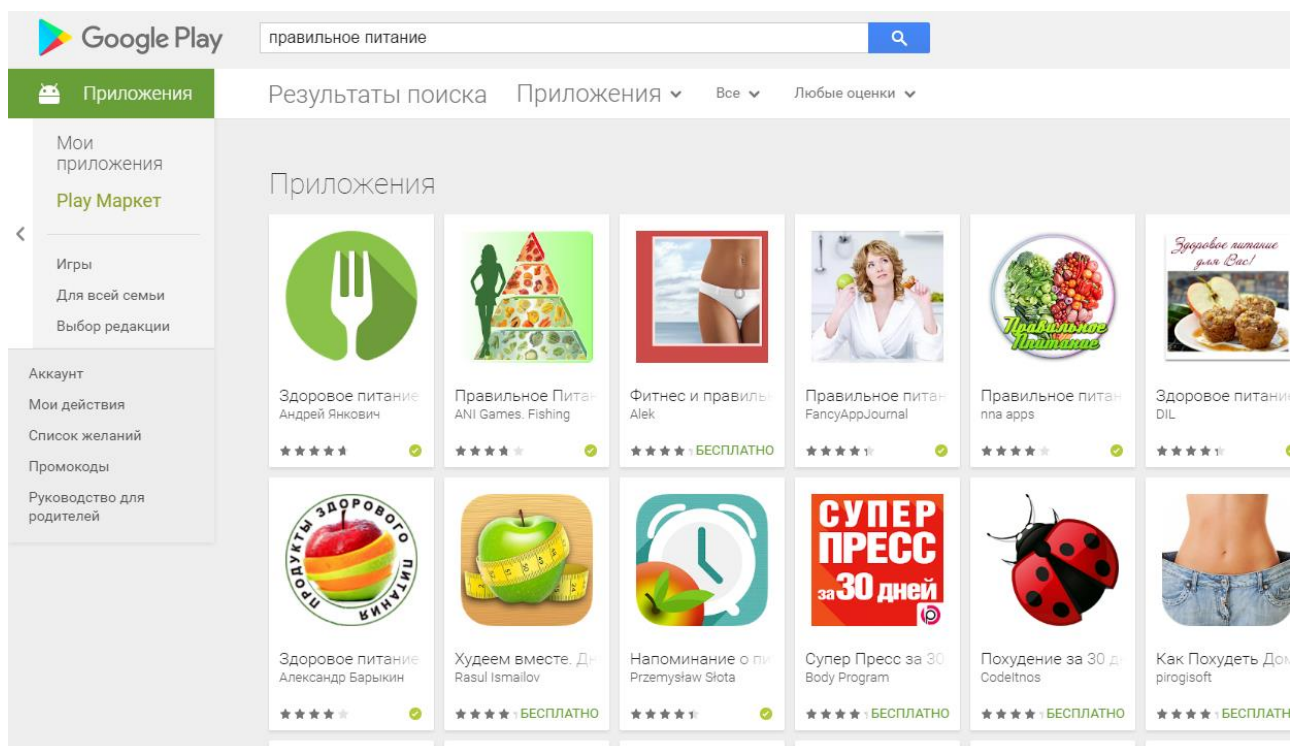 Google Play
правильное питание
Приложения
Результаты поиска Приложения Все Любые оценки
Мои
приложения
Play Маркет
Игры
Для всей семьи
Выбор редакции
Аккаунт
Мои действия
Список желаний
Промокоды
Руководство для
родителей
Приложения
Здоровое питание
для Вас!
Правильное
Питание
Здоровое питание
Андрей Янкович
Правильное Питан
ANI Games. Fishing
Фитнес и правиль
Alek
БЕСПЛАТНО
Правильное питан
FancyAppJournal
Правильное питан
nna apps
Здоровое питание
DIL
ПРОДУКТЫ ЗДОРОВОГО ПИТАНИЯ
СУПЕР
ПРЕСС
за 30 дней
Здоровое питание
Александр Барыкин
Худеем вместе. Дн
Rasul Ismailov
БЕСПЛАТНО
Напоминание о пи
Przemysław Słota
Супер Пресс за 30
Body Program
БЕСПЛАТНО
Похудение за 30 д
CodeItnos
БЕСПЛАТНО
Как Похудеть Дом
pirogisoft
БЕСПЛАТН